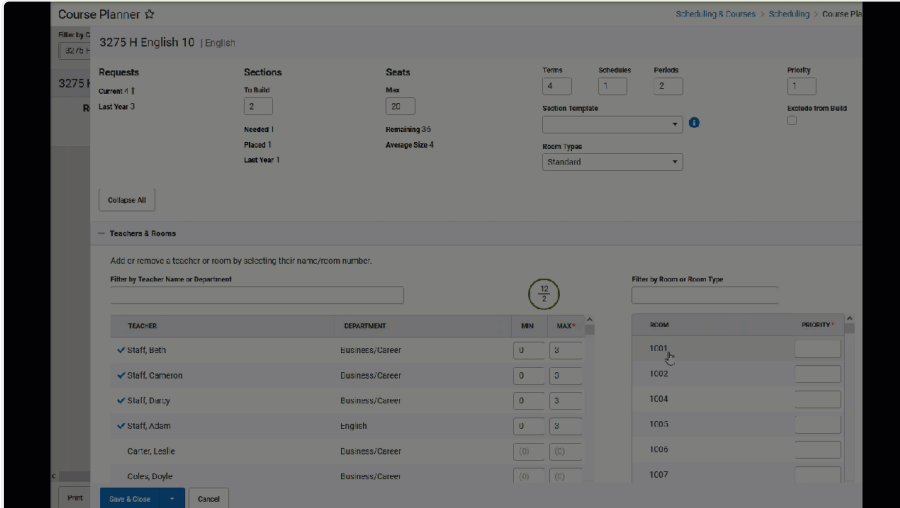 Course Planner
Scheduling & Courses > Scheduling > Course Pla
Filter by C
3275 H
3275 H English 10 | English
3275 H
R
Requests
Current 4 1
Last Year 3
Sections
To Build
2
Needed 1
Placed 1
Last Year 1
Seats
Max
20
Remaining 36
Average Size 4
Terms
4
Schedules
1
Periods
2
Priority
1
Section Template
Exclude from Build
Room Types
Standard
Collapse All
Teachers & Rooms
Add or remove a teacher or room by selecting their name/room number.
Filter by Teacher Name or Department
12
2
Filter by Room or Room Type
TEACHER DEPARTMENT MIN MAX*
Staff, Beth Business/Career 0 3
Staff, Cameron Business/Career 0 3
Staff, Darcy Business/Career 0 3
Staff, Adam English 0 3
Carter, Leslie Business/Career (0) (0)
Coles, Doyle Business/Career (0) (0)
ROOM PRIORITY*
1001
1002
1004
1005
1006
1007
Print
Save & Close
Cancel